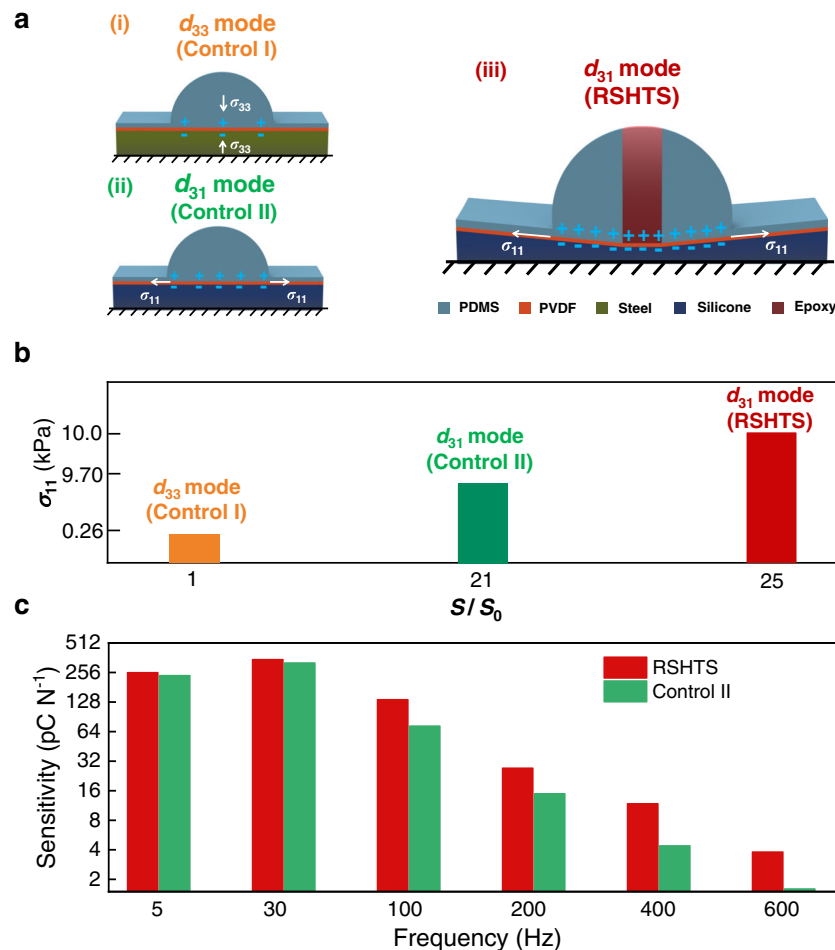 a
(i)
d33 mode
(Control I)
σ33
+ + +
- - -
σ33
(ii)
d31 mode
(Control II)
+ + + + +
- - - - -
σ11
σ11
(iii)
d31 mode
(RSHTS)
σ11
σ11
PDMS PVDF Steel Silicone Epoxy
b
σ11 (kPa)
10.0
9.70
0.26
d33 mode
(Control I)
d31 mode
(Control II)
d31 mode
(RSHTS)
1 21 25
S / S0
c
Sensitivity (pC N-1)
512
256
128
64
32
16
8
4
2
RSHTS
Control II
5 30 100 200 400 600
Frequency (Hz)